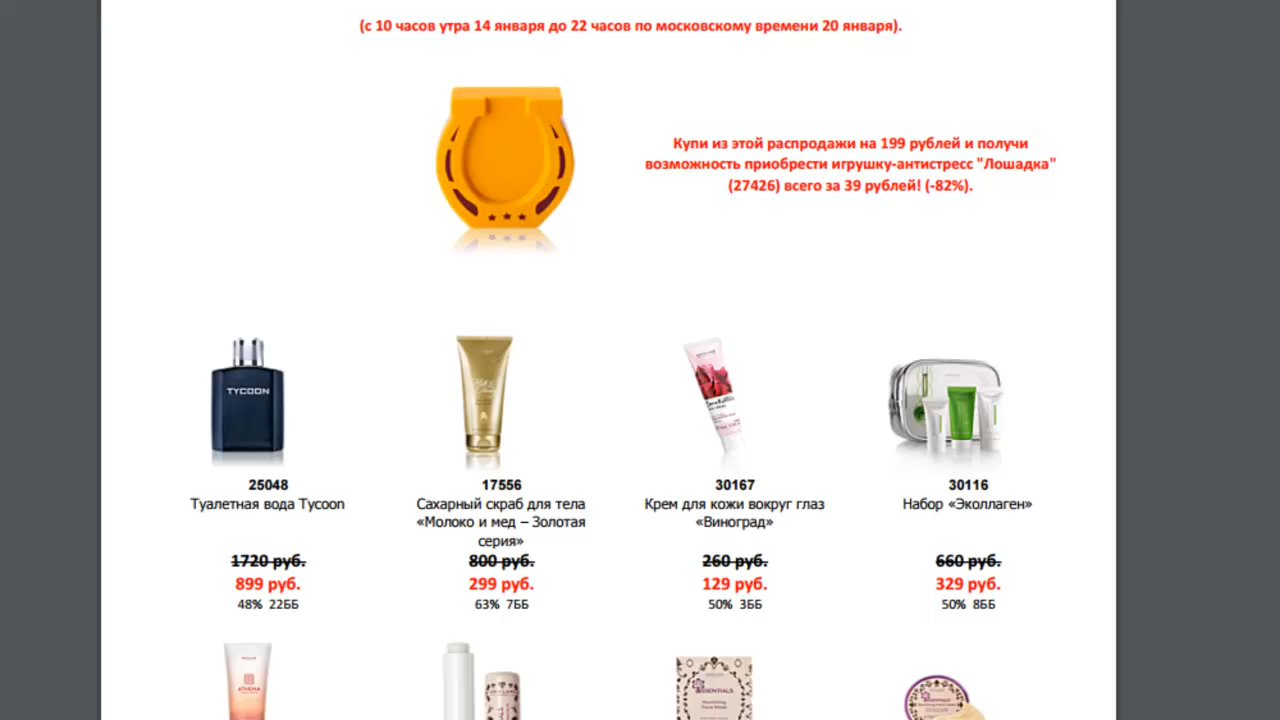 (с 10 часов утра 14 января до 22 часов по московскому времени 20 января).
Купи из этой распродажи на 199 рублей и получи
возможность приобрести игрушку-антистресс "Лошадка"
(27426) всего за 39 рублей! (-82%).
TYCOON
25048
Туалетная вода Tycoon
1720 руб.
899 руб.
48% 22ББ
17556
Сахарный скраб для тела
«Молоко и мед – Золотая
серия»
800 руб.
299 руб.
63% 7ББ
30167
Крем для кожи вокруг глаз
«Виноград»
260 руб.
129 руб.
50% 3ББ
30116
Набор «Эколлаген»
660 руб.
329 руб.
50% 8ББ
ATHENA
ESSENTIALS